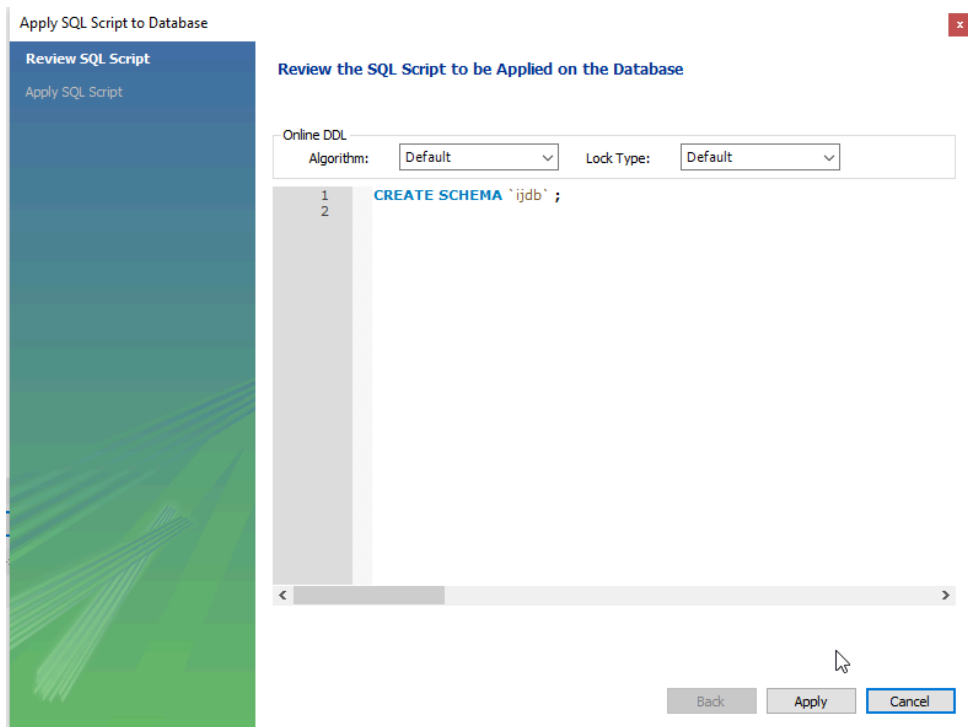 Apply SQL Script to Database
x
Review SQL Script
Apply SQL Script
Review the SQL Script to be Applied on the Database
Online DDL
Algorithm: Default Lock Type: Default
1 CREATE SCHEMA `ijdb` ;
2
Back Apply Cancel